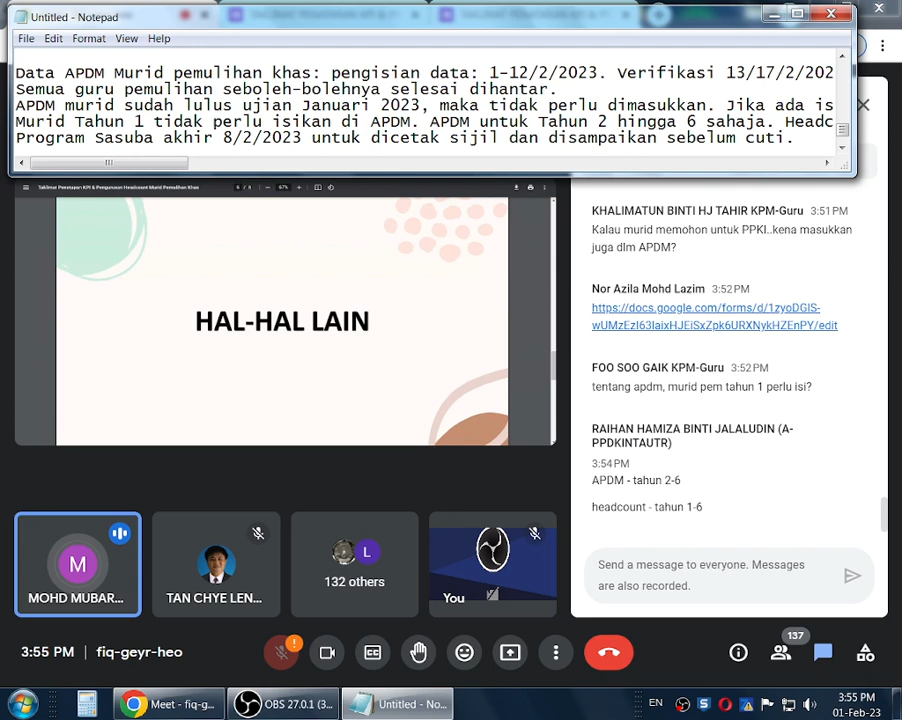 Untitled - Notepad
File Edit Format View Help
Data APDM Murid pemulihan khas: pengisian data: 1-12/2/2023. Verifikasi 13/17/2/202
Semua guru pemulihan seboleh-bolehnya selesai dihantar.
APDM murid sudah lulus ujian Januari 2023, maka tidak perlu dimasukkan. Jika ada is
Murid Tahun 1 tidak perlu isikan di APDM. APDM untuk Tahun 2 hingga 6 sahaja. Headc
Program Sasuba akhir 8/2/2023 untuk dicetak sijil dan disampaikan sebelum cuti.
Taklimat Penetapan KPI & Pengurusan Headcount Murid Pemulihan Khas
67%
HAL-HAL LAIN
KHALIMATUN BINTI HJ TAHIR KPM-Guru 3:51 PM
Kalau murid memohon untuk PPKI..kena masukkan
juga dlm APDM?
Nor Azila Mohd Lazim 3:52 PM
https://docs.google.com/forms/d/1zyoDGIS-
wUMzEzI63IaixHJEiSxZpk6URXNykHZEnPY/edit
FOO SOO GAIK KPM-Guru 3:52 PM
tentang apdm, murid pem tahun 1 perlu isi?
RAIHAN HAMIZA BINTI JALALUDIN (A-
PPDKINTAUTR)
3:54 PM
APDM - tahun 2-6
headcount - tahun 1-6
Send a message to everyone. Messages
are also recorded.
M
MOHD MUBAR...
TAN CHYE LEN...
L
132 others
You
3:55 PM | fiq-geyr-heo
137
Meet - fiq-g...
OBS 27.0.1 (3...
Untitled - No...
EN
3:55 PM
01-Feb-23